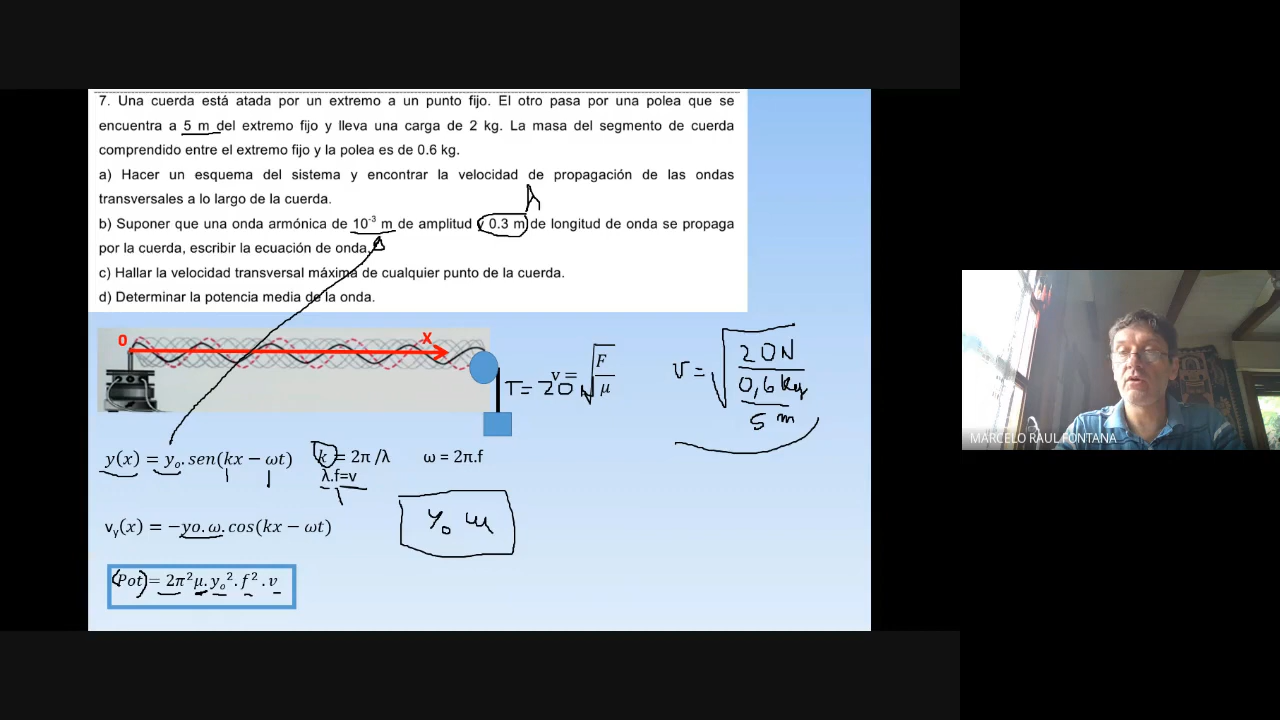 7. Una cuerda está atada por un extremo a un punto fijo. El otro pasa por una polea que se
encuentra a 5 m del extremo fijo y lleva una carga de 2 kg. La masa del segmento de cuerda
comprendido entre el extremo fijo y la polea es de 0.6 kg.
a) Hacer un esquema del sistema y encontrar la velocidad de propagación de las ondas
transversales a lo largo de la cuerda.
b) Suponer que una onda armónica de 10⁻³ m de amplitud y 0.3 m de longitud de onda se propaga
por la cuerda, escribir la ecuación de onda.
c) Hallar la velocidad transversal máxima de cualquier punto de la cuerda.
d) Determinar la potencia media de la onda.
λ
0 X
T = 20
v = √(F/μ)
v = √(20N / (0,6 kg / 5 m))
y(x) = y₀.sen(kx − ωt) k = 2π /λ ω = 2π.f
λ.f=v
vᵧ(x) = −yo.ω.cos(kx − ωt)
y₀ ω
(Pot) = 2π²μ.y₀².f².v
MARCELO RAUL FONTANA